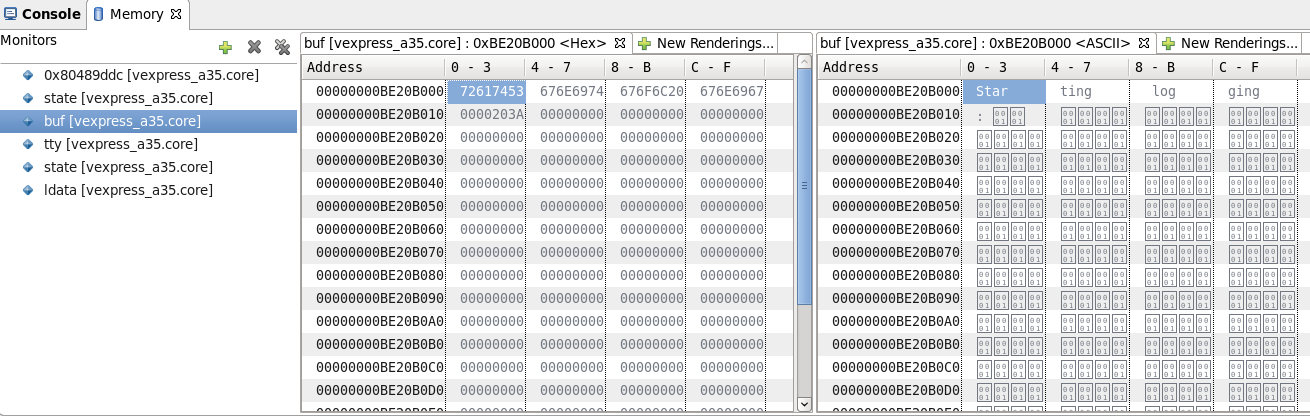 Console Memory
Monitors
0x80489ddc [vexpress_a35.core]
state [vexpress_a35.core]
buf [vexpress_a35.core]
tty [vexpress_a35.core]
state [vexpress_a35.core]
ldata [vexpress_a35.core]
buf [vexpress_a35.core] : 0xBE20B000 <Hex> New Renderings...
Address 0 - 3 4 - 7 8 - B C - F
00000000BE20B000 72617453 676E6974 676F6C20 676E6967
00000000BE20B010 0000203A 00000000 00000000 00000000
00000000BE20B020 00000000 00000000 00000000 00000000
00000000BE20B030 00000000 00000000 00000000 00000000
00000000BE20B040 00000000 00000000 00000000 00000000
00000000BE20B050 00000000 00000000 00000000 00000000
00000000BE20B060 00000000 00000000 00000000 00000000
00000000BE20B070 00000000 00000000 00000000 00000000
00000000BE20B080 00000000 00000000 00000000 00000000
00000000BE20B090 00000000 00000000 00000000 00000000
00000000BE20B0A0 00000000 00000000 00000000 00000000
00000000BE20B0B0 00000000 00000000 00000000 00000000
00000000BE20B0C0 00000000 00000000 00000000 00000000
00000000BE20B0D0 00000000 00000000 00000000 00000000
buf [vexpress_a35.core] : 0xBE20B000 <ASCII> New Renderings...
Address 0 - 3 4 - 7 8 - B C - F
00000000BE20B000 Star ting log ging
00000000BE20B010 :
00000000BE20B020
00000000BE20B030
00000000BE20B040
00000000BE20B050
00000000BE20B060
00000000BE20B070
00000000BE20B080
00000000BE20B090
00000000BE20B0A0
00000000BE20B0B0
00000000BE20B0C0
00000000BE20B0D0